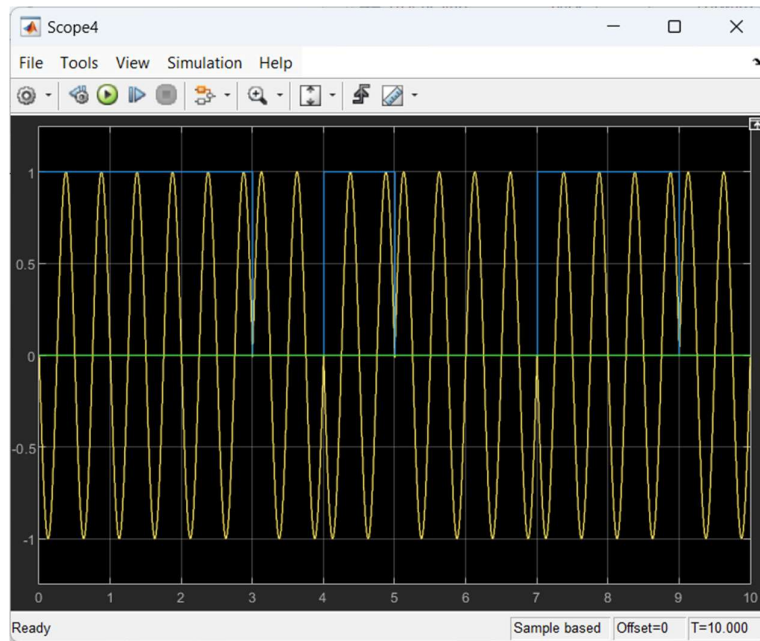 Scope4
File Tools View Simulation Help
1
0.5
0
-0.5
-1
0 1 2 3 4 5 6 7 8 9 10
Ready Sample based Offset=0 T=10.000